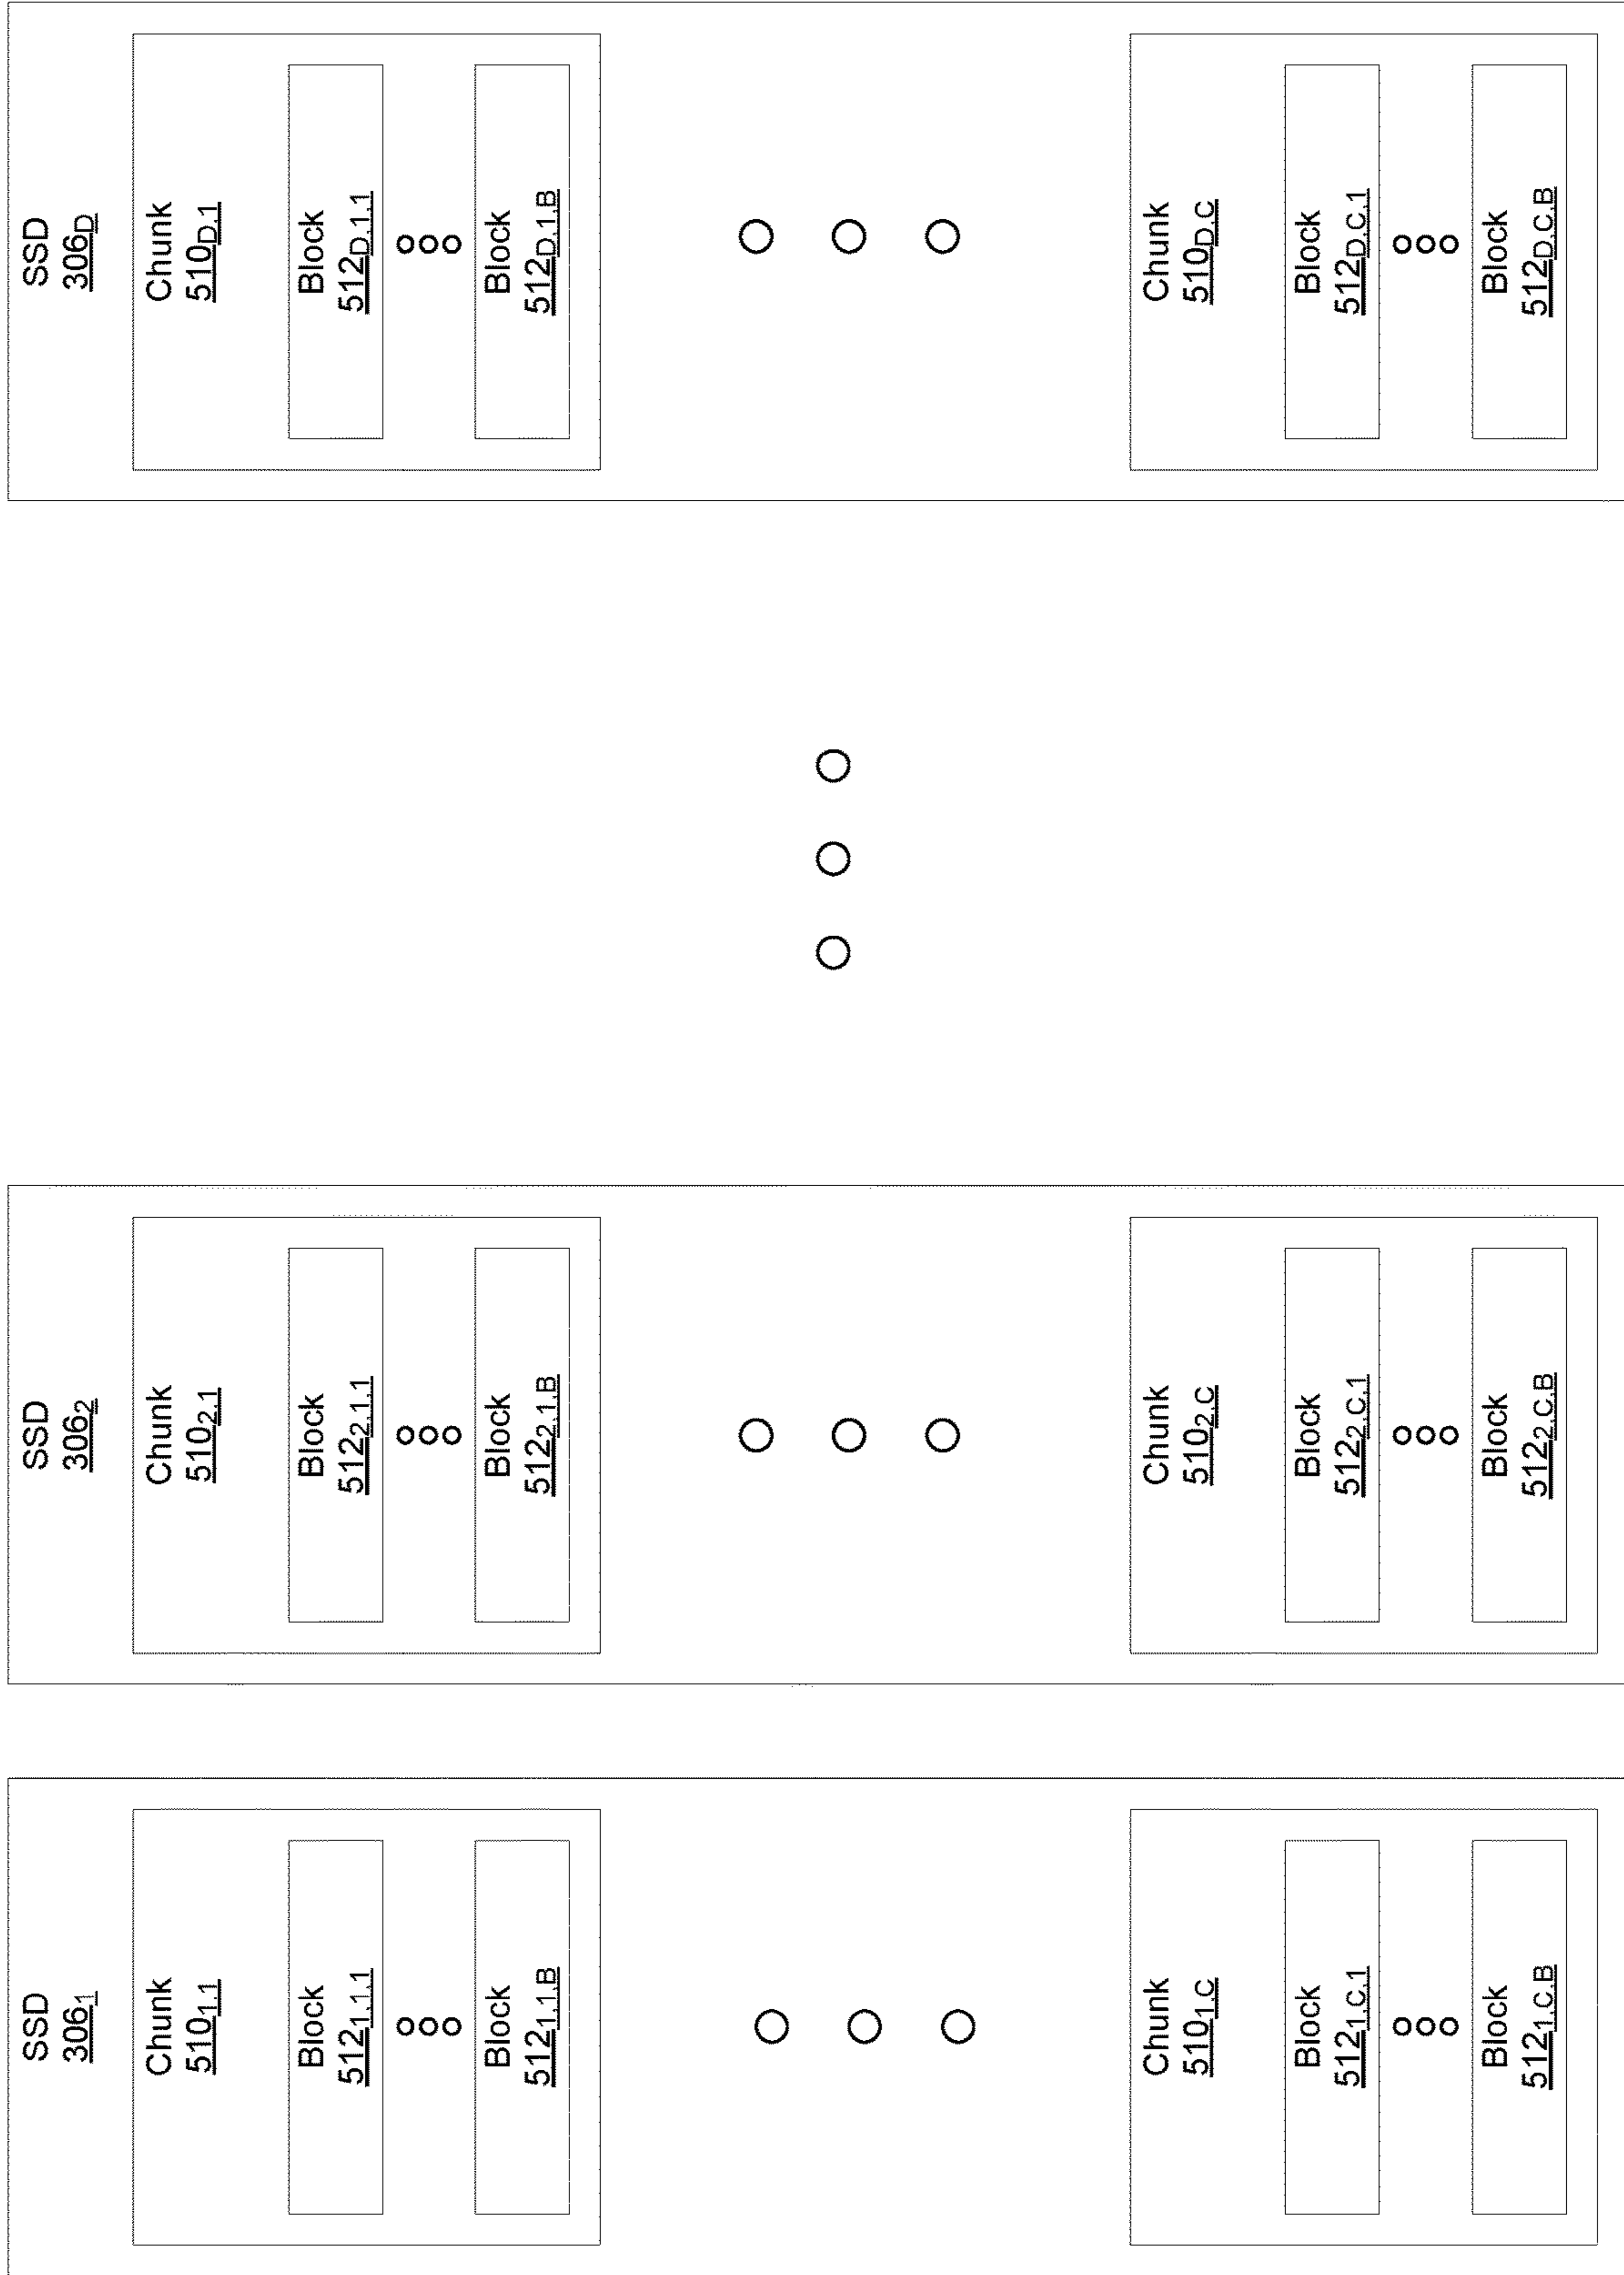 SSD
306₁
Chunk
510₁,₁
Block
512₁,₁,₁
Block
512₁,₁,B
Chunk
510₁,C
Block
512₁,C,₁
Block
512₁,C,B
SSD
306₂
Chunk
510₂,₁
Block
512₂,₁,₁
Block
512₂,₁,B
Chunk
510₂,C
Block
512₂,C,₁
Block
512₂,C,B
SSD
306D
Chunk
510D,₁
Block
512D,₁,₁
Block
512D,₁,B
Chunk
510D,C
Block
512D,C,₁
Block
512D,C,B